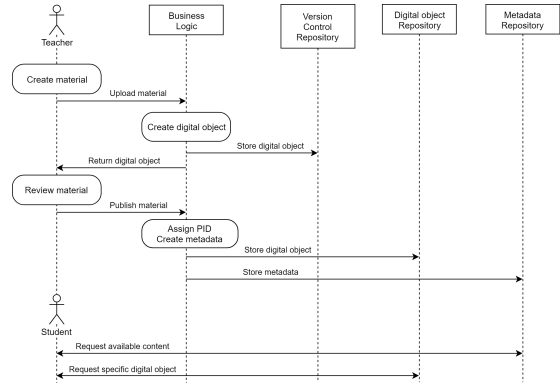 Teacher
Business
Logic
Version
Control
Repository
Digital object
Repository
Metadata
Repository
Create material
Upload material
Create digital object
Store digital object
Return digital object
Review material
Publish material
Assign PID
Create metadata
Store digital object
Store metadata
Student
Request available content
Request specific digital object